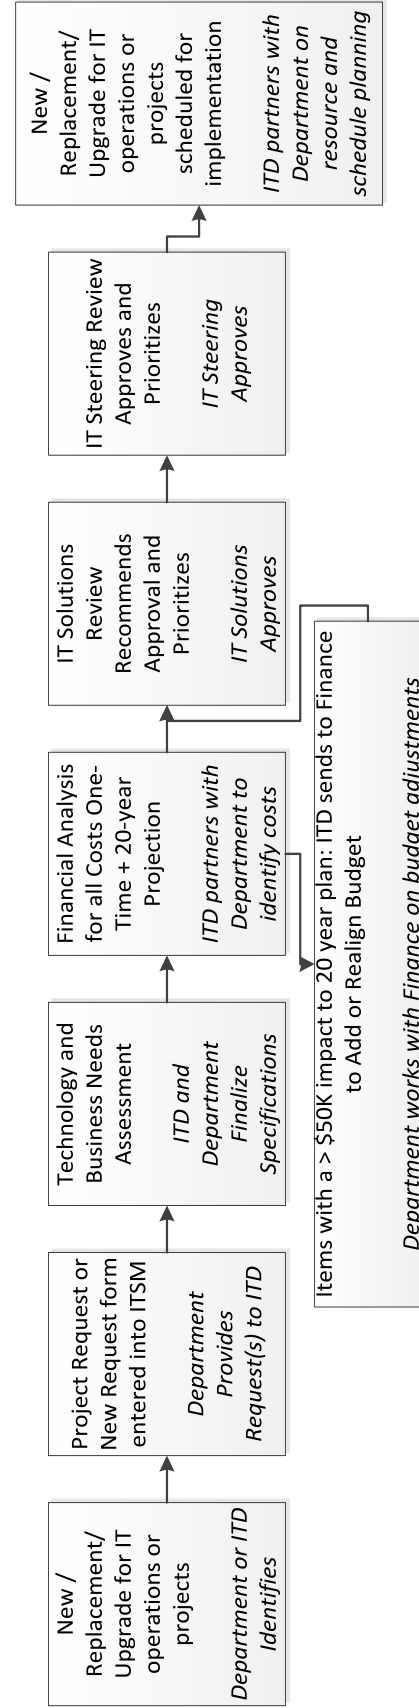 New /
Replacement/
Upgrade for IT
operations or
projects
Department or ITD
Identifies
Project Request or
New Request form
entered into ITSM
Department
Provides
Request(s) to ITD
Technology and
Business Needs
Assessment
ITD and
Department
Finalize
Specifications
Financial Analysis
for all Costs One-
Time + 20-year
Projection
ITD partners with
Department to
identify costs
Items with a > $50K impact to 20 year plan: ITD sends to Finance
to Add or Realign Budget
Department works with Finance on budget adjustments
IT Solutions
Review
Recommends
Approval and
Prioritizes
IT Solutions
Approves
IT Steering Review
Approves and
Prioritizes
IT Steering
Approves
New /
Replacement/
Upgrade for IT
operations or
projects
scheduled for
implementation
ITD partners with
Department on
resource and
schedule planning